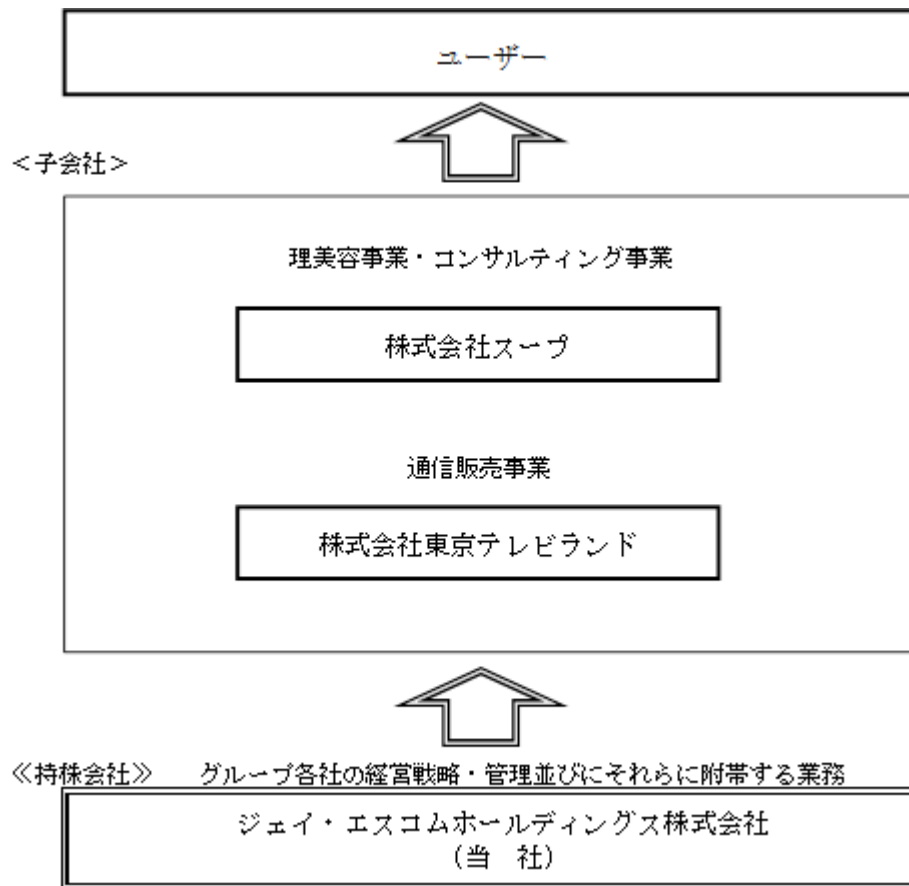 ユーザー
＜子会社＞
理美容事業・コンサルティング事業
株式会社スープ
通信販売事業
株式会社東京テレビランド
≪持株会社≫　グループ各社の経営戦略・管理並びにそれらに附帯する業務
ジェイ・エスコムホールディングス株式会社
（当　社）